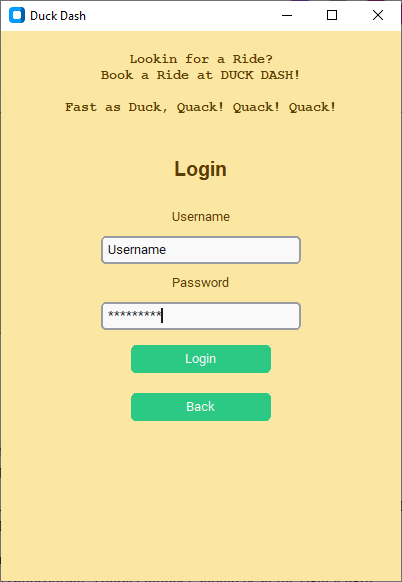 Duck Dash
Lookin for a Ride?
Book a Ride at DUCK DASH!
Fast as Duck, Quack! Quack! Quack!
Login
Username
Username
Password
*********
Login
Back